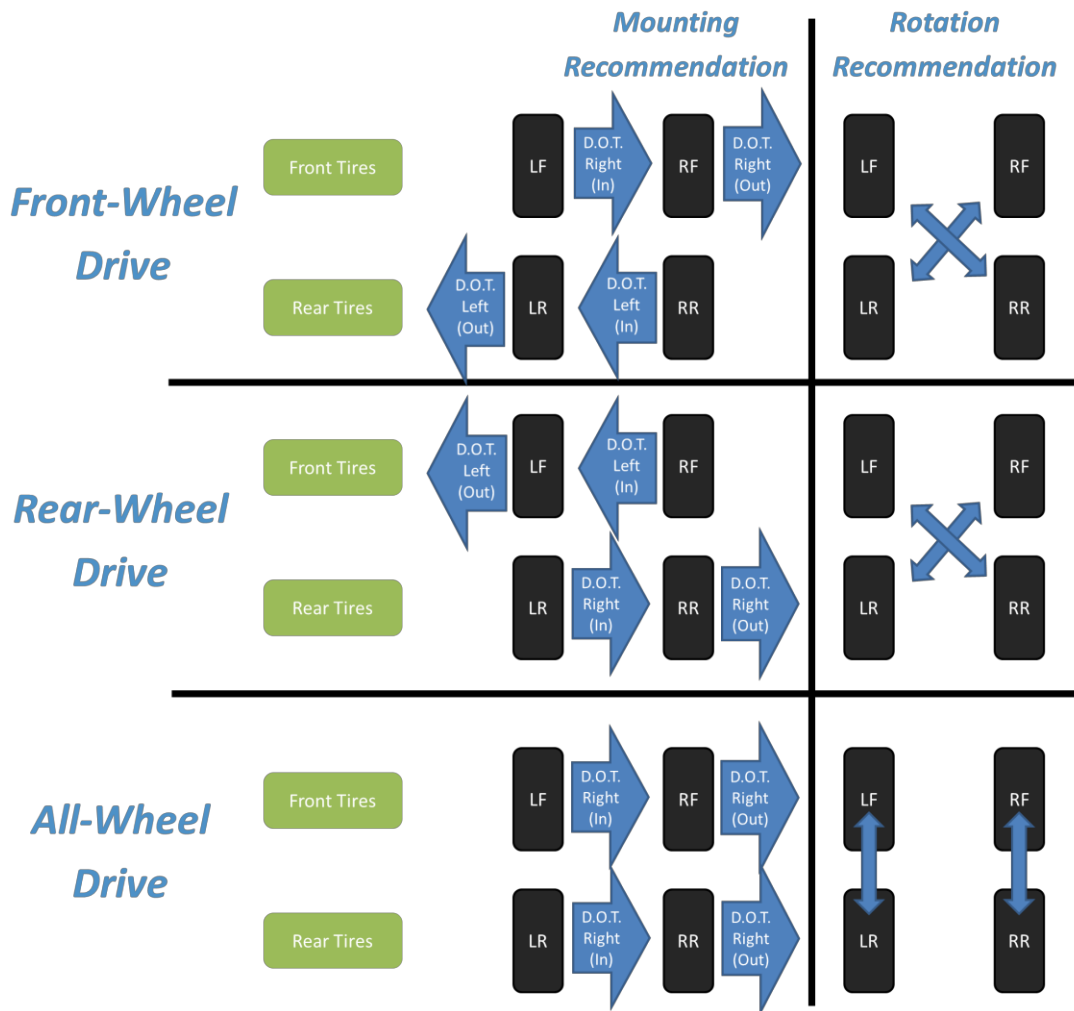 Mounting
Recommendation
Rotation
Recommendation
Front-Wheel
Drive
Front Tires
LF
D.O.T.
Right
(In)
RF
D.O.T.
Right
(Out)
LF
RF
Rear Tires
D.O.T.
Left
(Out)
LR
D.O.T.
Left
(In)
RR
LR
RR
Rear-Wheel
Drive
Front Tires
D.O.T.
Left
(Out)
LF
D.O.T.
Left
(In)
RF
LF
RF
Rear Tires
LR
D.O.T.
Right
(In)
RR
D.O.T.
Right
(Out)
LR
RR
All-Wheel
Drive
Front Tires
LF
D.O.T.
Right
(In)
RF
D.O.T.
Right
(Out)
LF
RF
Rear Tires
LR
D.O.T.
Right
(In)
RR
D.O.T.
Right
(Out)
LR
RR